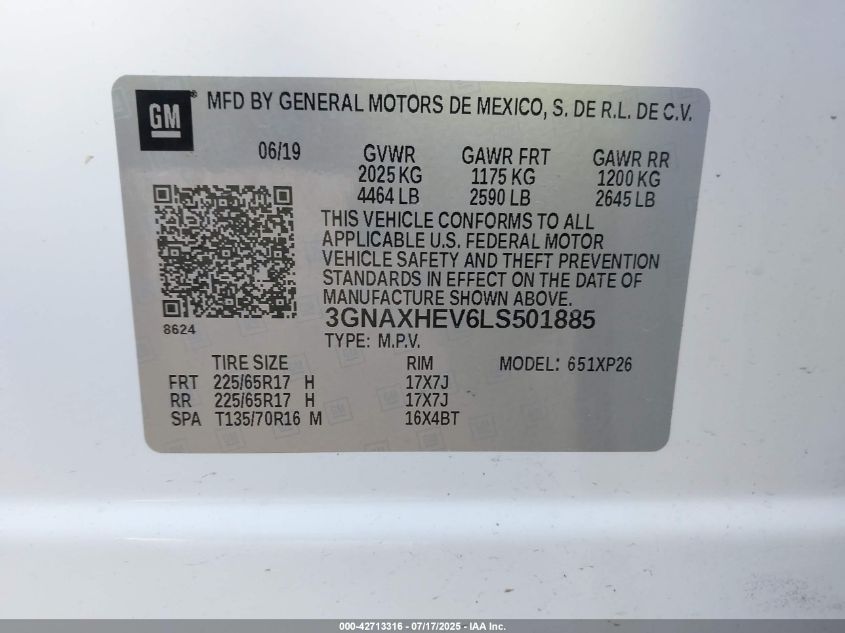 GM ® MFD BY GENERAL MOTORS DE MEXICO, S. DE R.L. DE C.V.
06/19 GVWR GAWR FRT GAWR RR
2025 KG 1175 KG 1200 KG
4464 LB 2590 LB 2645 LB
THIS VEHICLE CONFORMS TO ALL
APPLICABLE U.S. FEDERAL MOTOR
VEHICLE SAFETY AND THEFT PREVENTION
STANDARDS IN EFFECT ON THE DATE OF
MANUFACTURE SHOWN ABOVE.
3GNAXHEV6LS501885
8624
TYPE: M.P.V.
TIRE SIZE RIM MODEL: 651XP26
FRT 225/65R17 H 17X7J
RR 225/65R17 H 17X7J
SPA T135/70R16 M 16X4BT
000-42713316 - 07/17/2025 - IAA Inc.